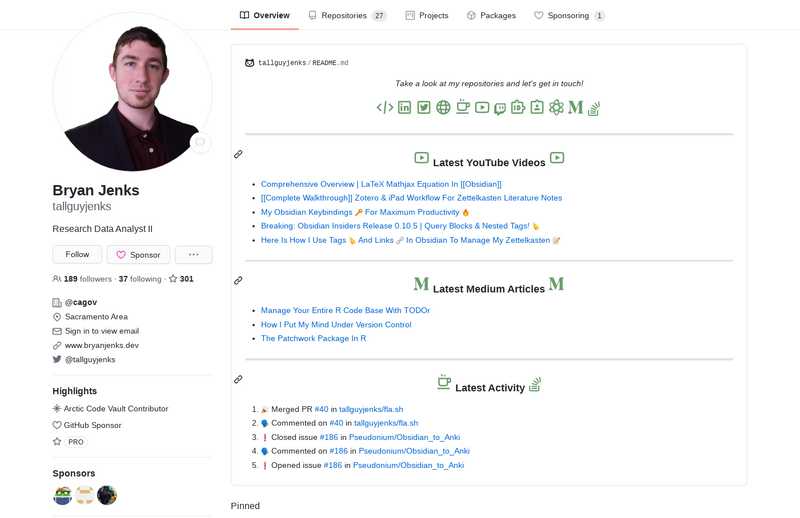 Overview
Repositories 27
Projects
Packages
Sponsoring 1
Bryan Jenks
tallguyjenks
Research Data Analyst II
Follow
Sponsor
...
189 followers · 37 following · 301
@cagov
Sacramento Area
Sign in to view email
www.bryanjenks.dev
@tallguyjenks
Highlights
Arctic Code Vault Contributor
GitHub Sponsor
PRO
Sponsors
tallguyjenks/README.md
Take a look at my repositories and let's get in touch!
Latest YouTube Videos
Comprehensive Overview | LaTeX Mathjax Equation In [[Obsidian]]
[[Complete Walkthrough]] Zotero & iPad Workflow For Zettelkasten Literature Notes
My Obsidian Keybindings 🔑 For Maximum Productivity 🔥
Breaking: Obsidian Insiders Release 0.10.5 | Query Blocks & Nested Tags! 🏷️
Here Is How I Use Tags 🏷️ And Links 🔗 In Obsidian To Manage My Zettelkasten 📝
M Latest Medium Articles M
Manage Your Entire R Code Base With TODOr
How I Put My Mind Under Version Control
The Patchwork Package In R
Latest Activity
1. 🎉 Merged PR #40 in tallguyjenks/fla.sh
2. 🗣 Commented on #40 in tallguyjenks/fla.sh
3. ❗ Closed issue #186 in Pseudonium/Obsidian_to_Anki
4. 🗣 Commented on #186 in Pseudonium/Obsidian_to_Anki
5. ❗ Opened issue #186 in Pseudonium/Obsidian_to_Anki
Pinned